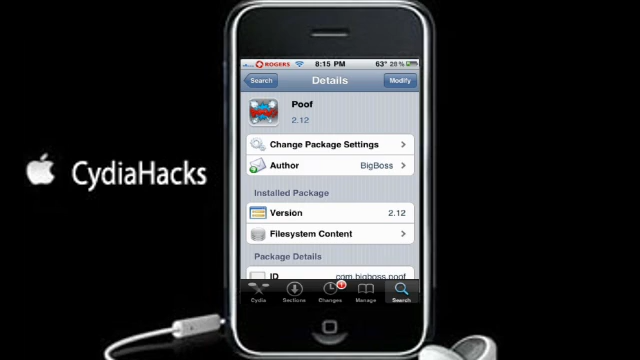 CydiaHacks
ROGERS 8:15 PM 63° 28%
Search Details Modify
Poof
2.12
Change Package Settings
Author BigBoss
Installed Package
Version 2.12
Filesystem Content
Package Details
ID com.bigboss.poof
Cydia Sections Changes 1 Manage Search